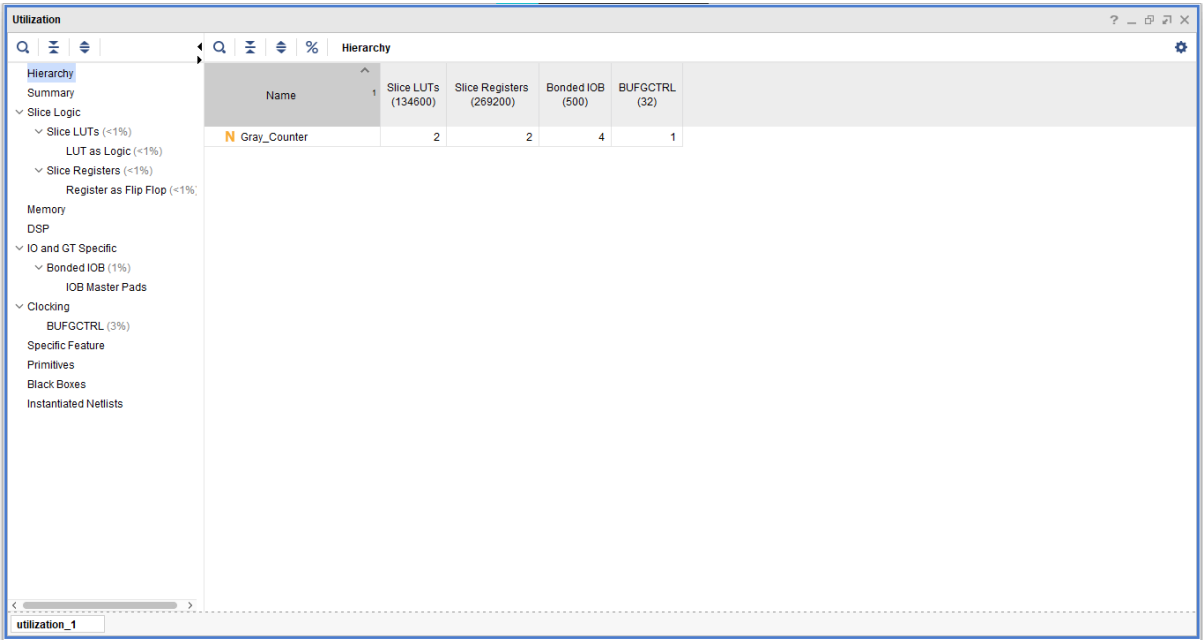 Utilization
? 
Hierarchy
Hierarchy
Summary
Slice Logic
Slice LUTs (<1%)
LUT as Logic (<1%)
Slice Registers (<1%)
Register as Flip Flop (<1%)
Memory
DSP
IO and GT Specific
Bonded IOB (1%)
IOB Master Pads
Clocking
BUFGCTRL (3%)
Specific Feature
Primitives
Black Boxes
Instantiated Netlists
Name 1 Slice LUTs Slice Registers Bonded IOB BUFGCTRL
(134600) (269200) (500) (32)
N Gray_Counter 2 2 4 1
utilization_1